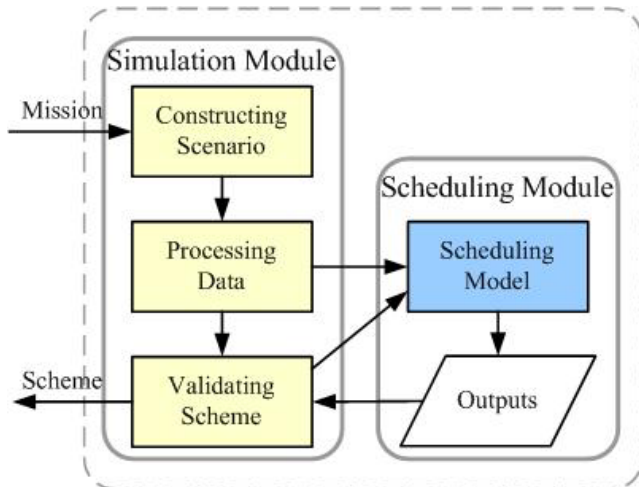 Simulation Module
Mission
Constructing
Scenario
Scheduling Module
Processing
Data
Scheduling
Model
Scheme
Validating
Scheme
Outputs